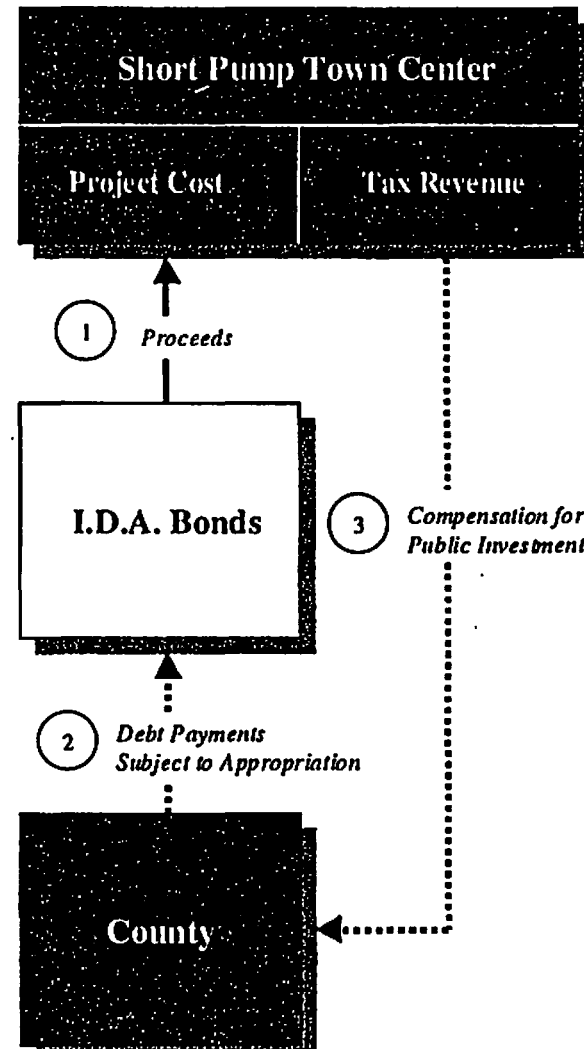 Short Pump Town Center
Project Cost
Tax Revenue
1
Proceeds
I.D.A. Bonds
3
Compensation for
Public Investment
2
Debt Payments
Subject to Appropriation
County